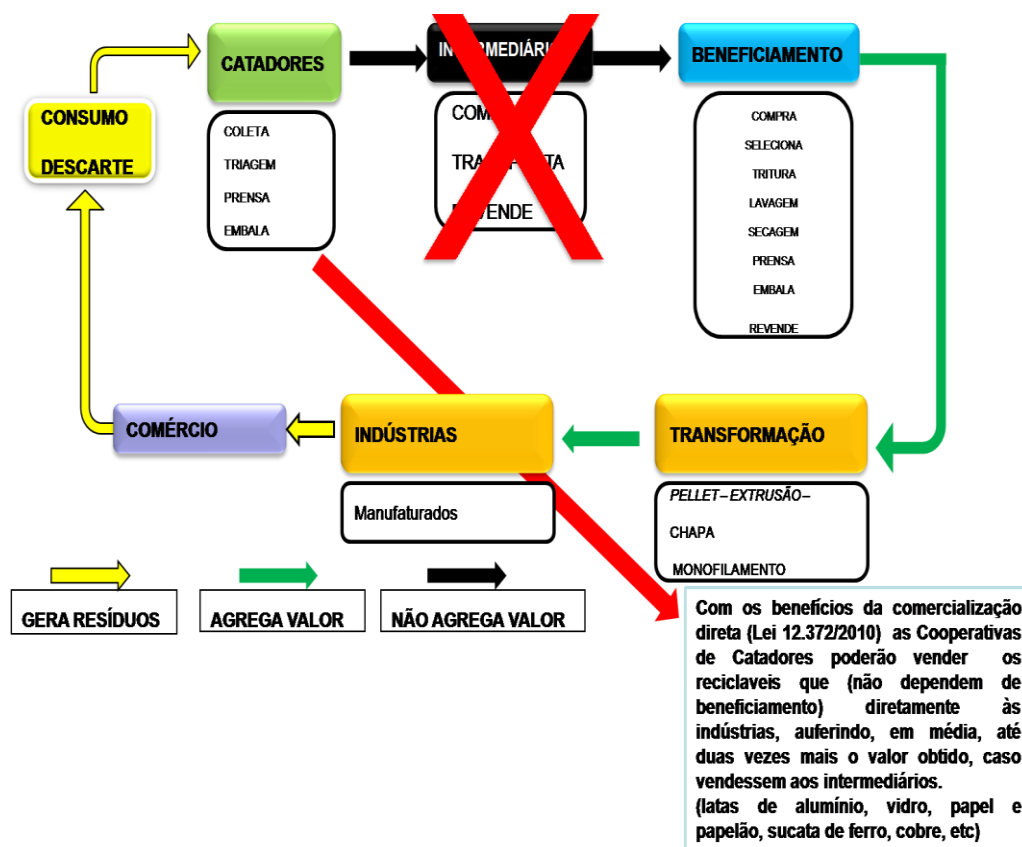 CATADORES
COLETA
TRIAGEM
PRENSA
EMBALA
REVENDE
BENEFICIAMENTO
COMPRA
SELECIONA
TRITURA
LAVAGEM
SECAGEM
PRENSA
EMBALA
REVENDE
CONSUMO
DESCARTE
COMÉRCIO
INDÚSTRIAS
Manufaturados
TRANSFORMAÇÃO
PELLET–EXTRUSÃO–
CHAPA
MONOFILAMENTO
GERA RESÍDUOS
AGREGA VALOR
NÃO AGREGA VALOR
Com os benefícios da comercialização
direta (Lei 12.372/2010) as Cooperativas
de Catadores poderão vender os
reciclaveis que (não dependem de
beneficiamento) diretamente às
indústrias, auferindo, em média, até
duas vezes mais o valor obtido, caso
vendessem aos intermediários.
(latas de alumínio, vidro, papel e
papelão, sucata de ferro, cobre, etc)